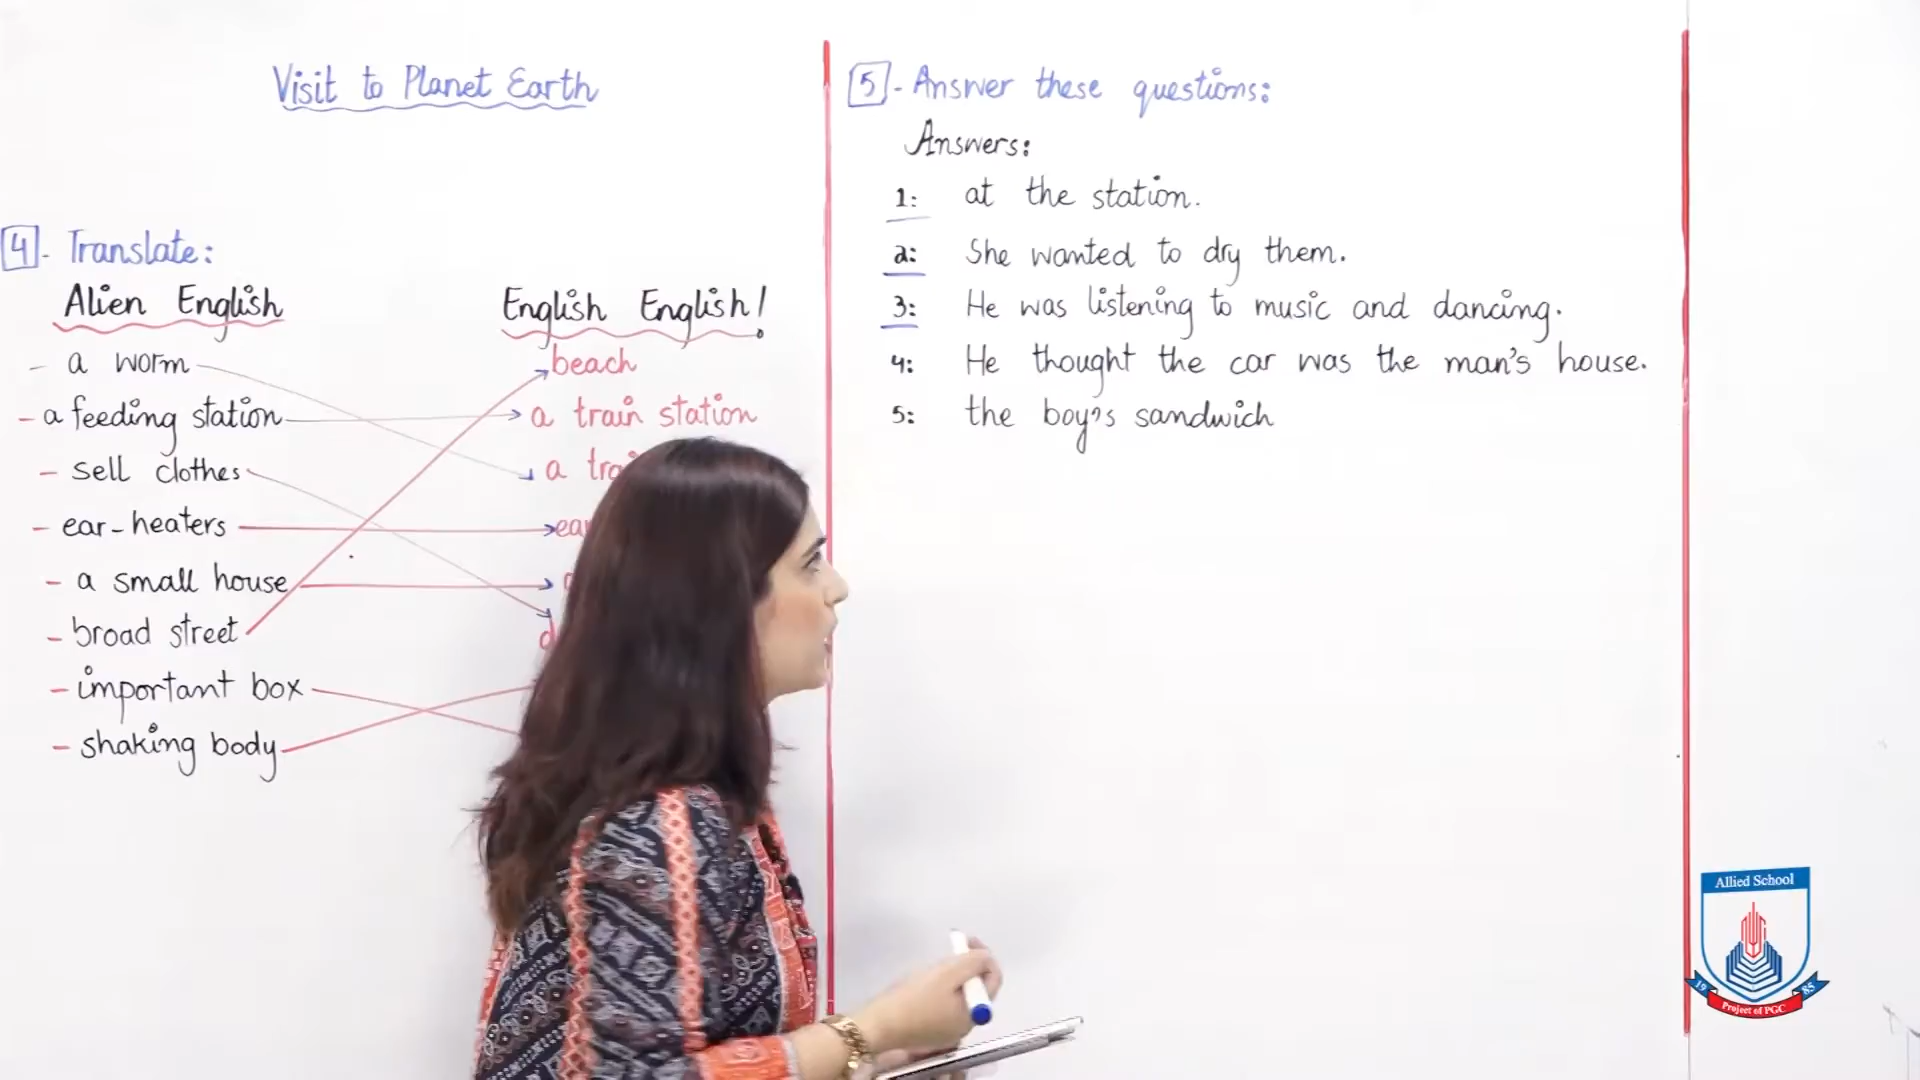 Visit to Planet Earth
4 - Translate:
Alien English
English English!
- a worm
beach
- a feeding station
a train station
- sell clothes
a
- ear-heaters
- a small house
- broad street
- important box
- shaking body
5 - Answer these questions:
Answers:
1: at the station.
2: She wanted to dry them.
3: He was listening to music and dancing.
4: He thought the car was the man's house.
5: the boy's sandwich
Allied School
19 85
Project of PGC